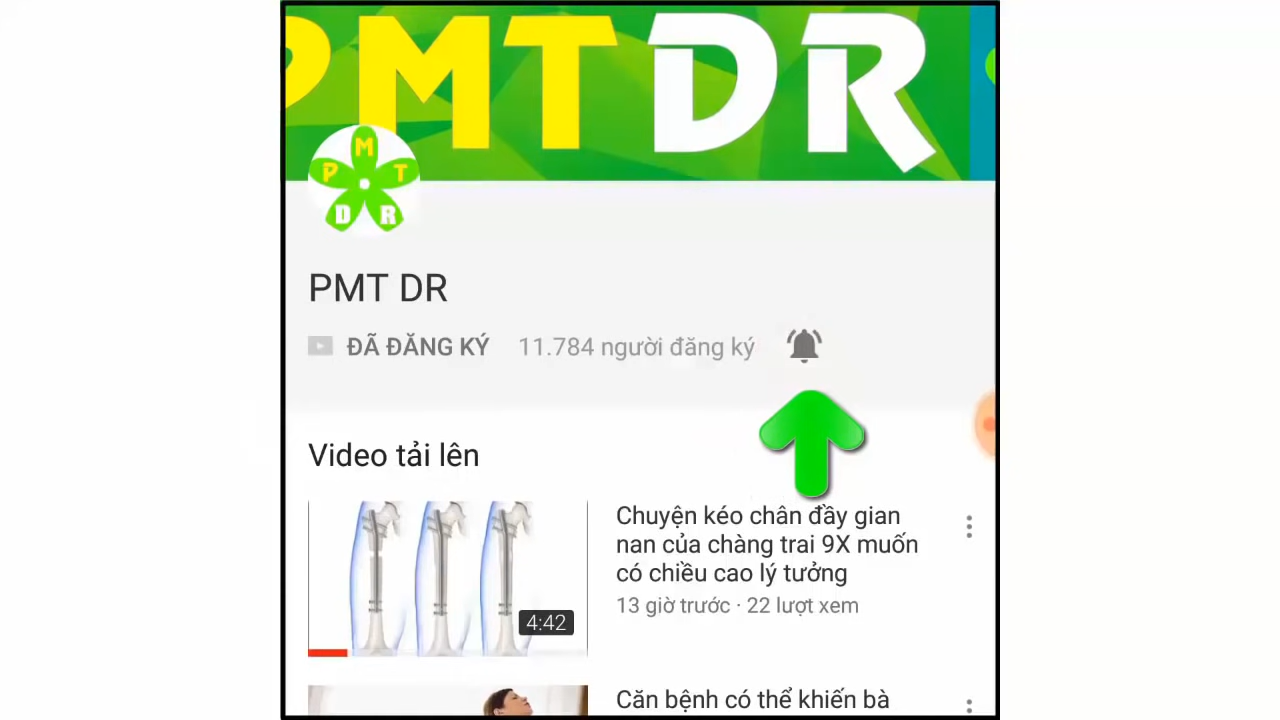 PMT DR
M
P T
D R
PMT DR
ĐÃ ĐĂNG KÝ 11.784 người đăng ký
Video tải lên
Chuyện kéo chân đầy gian
nan của chàng trai 9X muốn
có chiều cao lý tưởng
13 giờ trước · 22 lượt xem
4:42
Căn bệnh có thể khiến bà